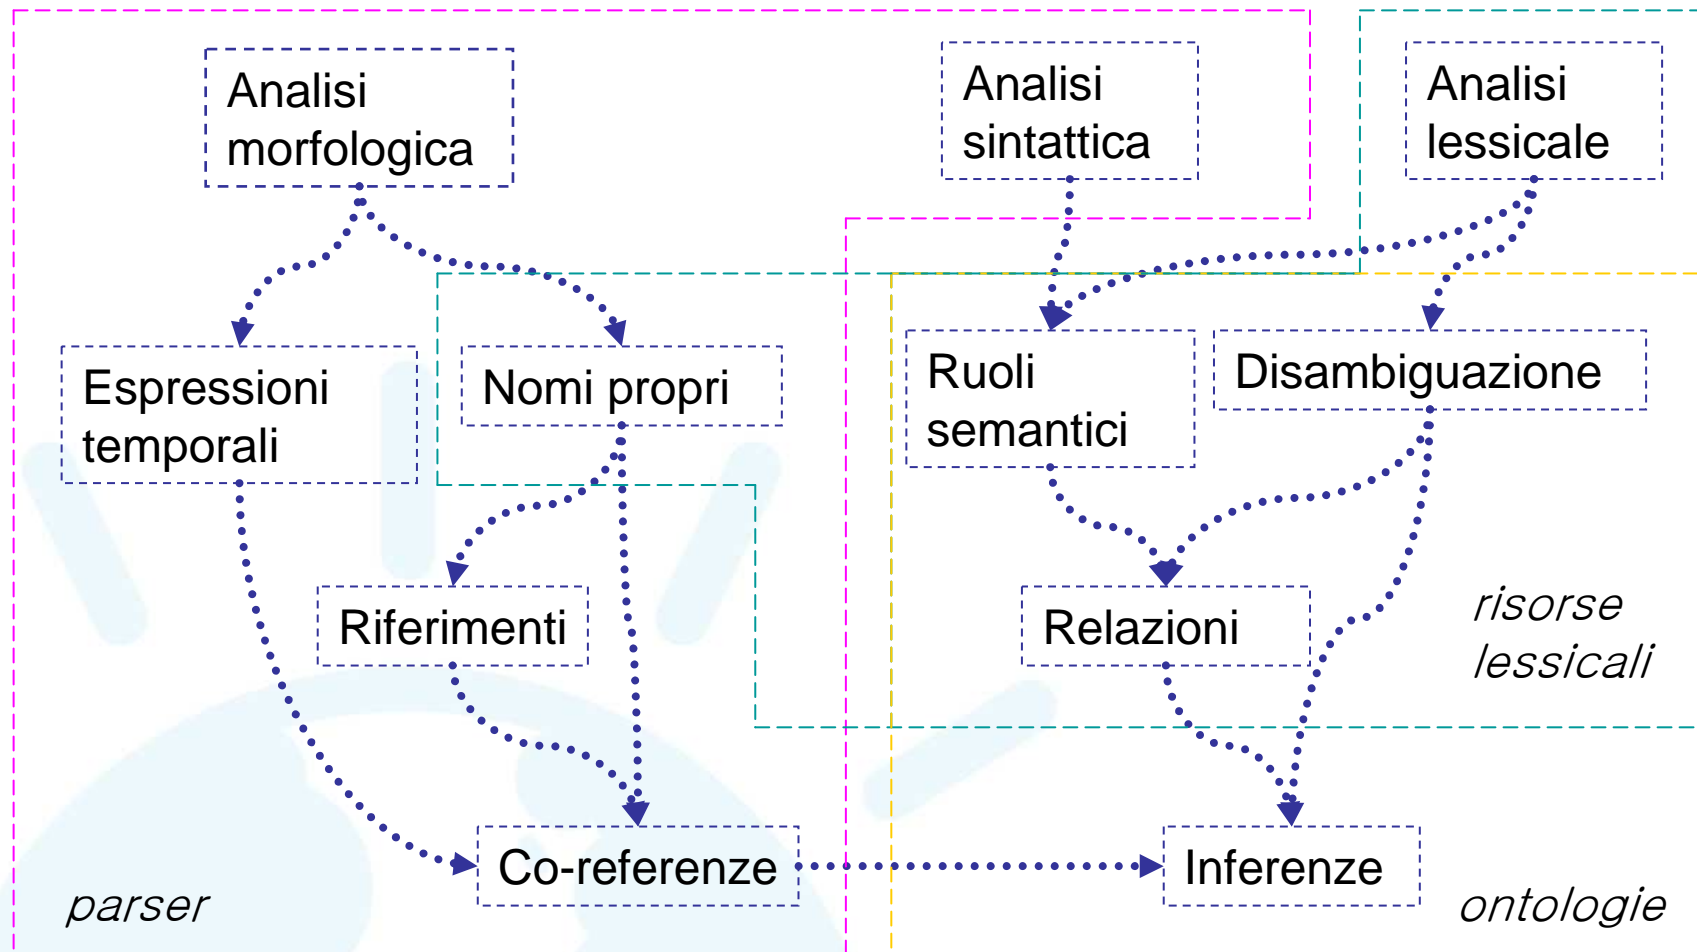 Analisi
morfologica
Analisi
sintattica
Analisi
lessicale
Espressioni
temporali
Nomi propri
Ruoli
semantici
Disambiguazione
Riferimenti
Relazioni
risorse
lessicali
Co-referenze
Inferenze
parser
ontologie